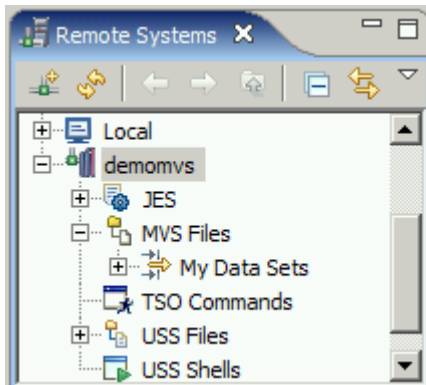 Remote Systems
Local
demomvs
JES
MVS Files
My Data Sets
TSO Commands
USS Files
USS Shells